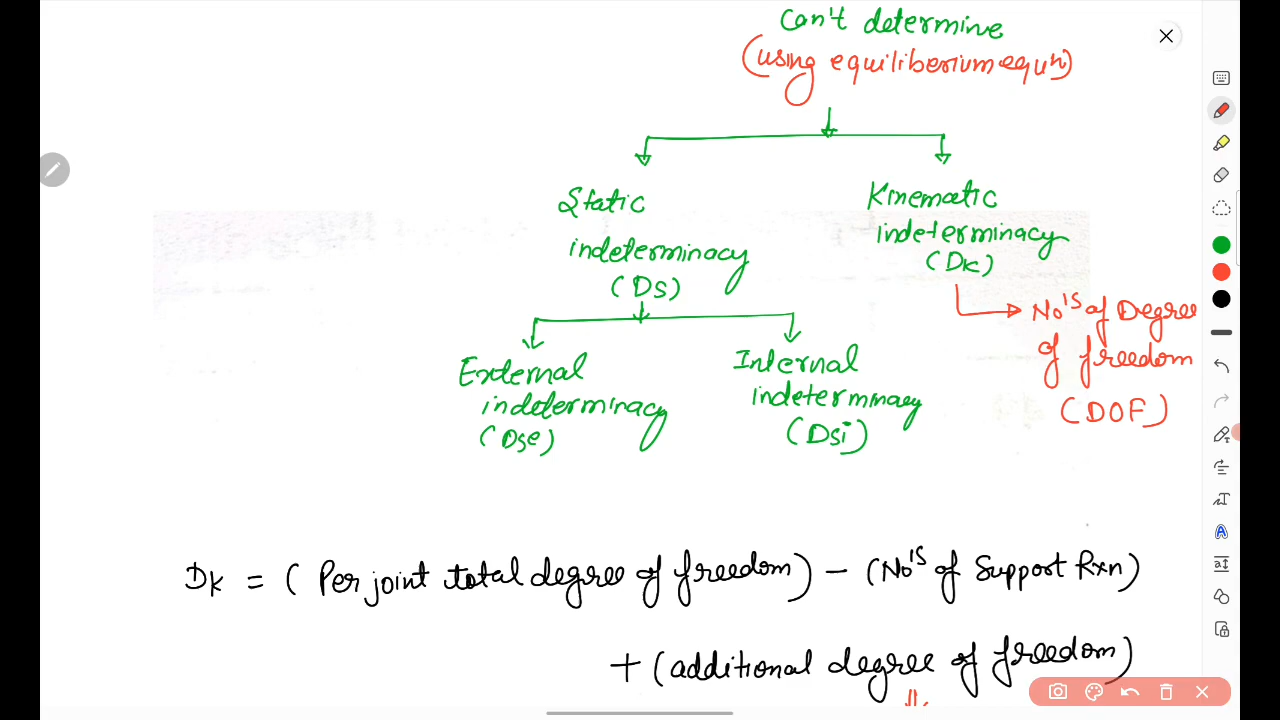 Can't determine
(using equiliberium equn)
Static
indeterminacy
(DS)
Kinematic
indeterminacy
(DK)
No's of Degree
of freedom
(DOF)
External
indeterminacy
(Dse)
Internal
indeterminacy
(Dsi)
DK = (Per joint total degree of freedom) - (No's of Support Rxn)
+ (additional degree of freedom)